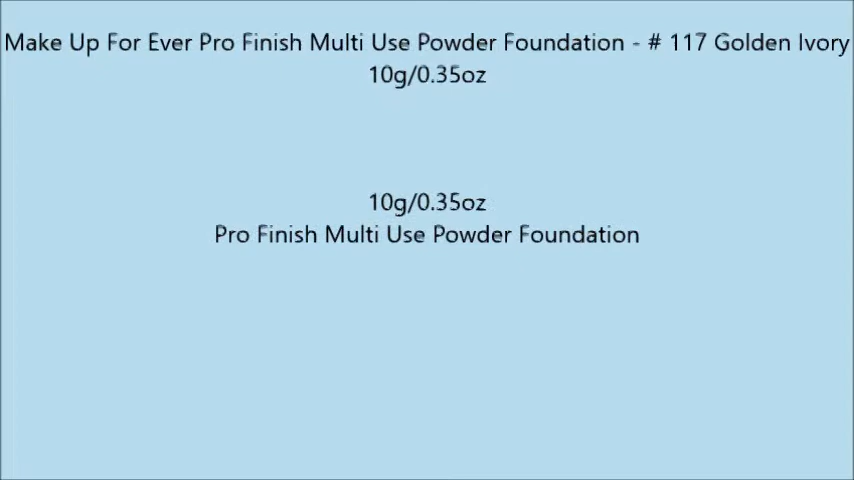 Make Up For Ever Pro Finish Multi Use Powder Foundation - # 117 Golden Ivory
10g/0.35oz
10g/0.35oz
Pro Finish Multi Use Powder Foundation